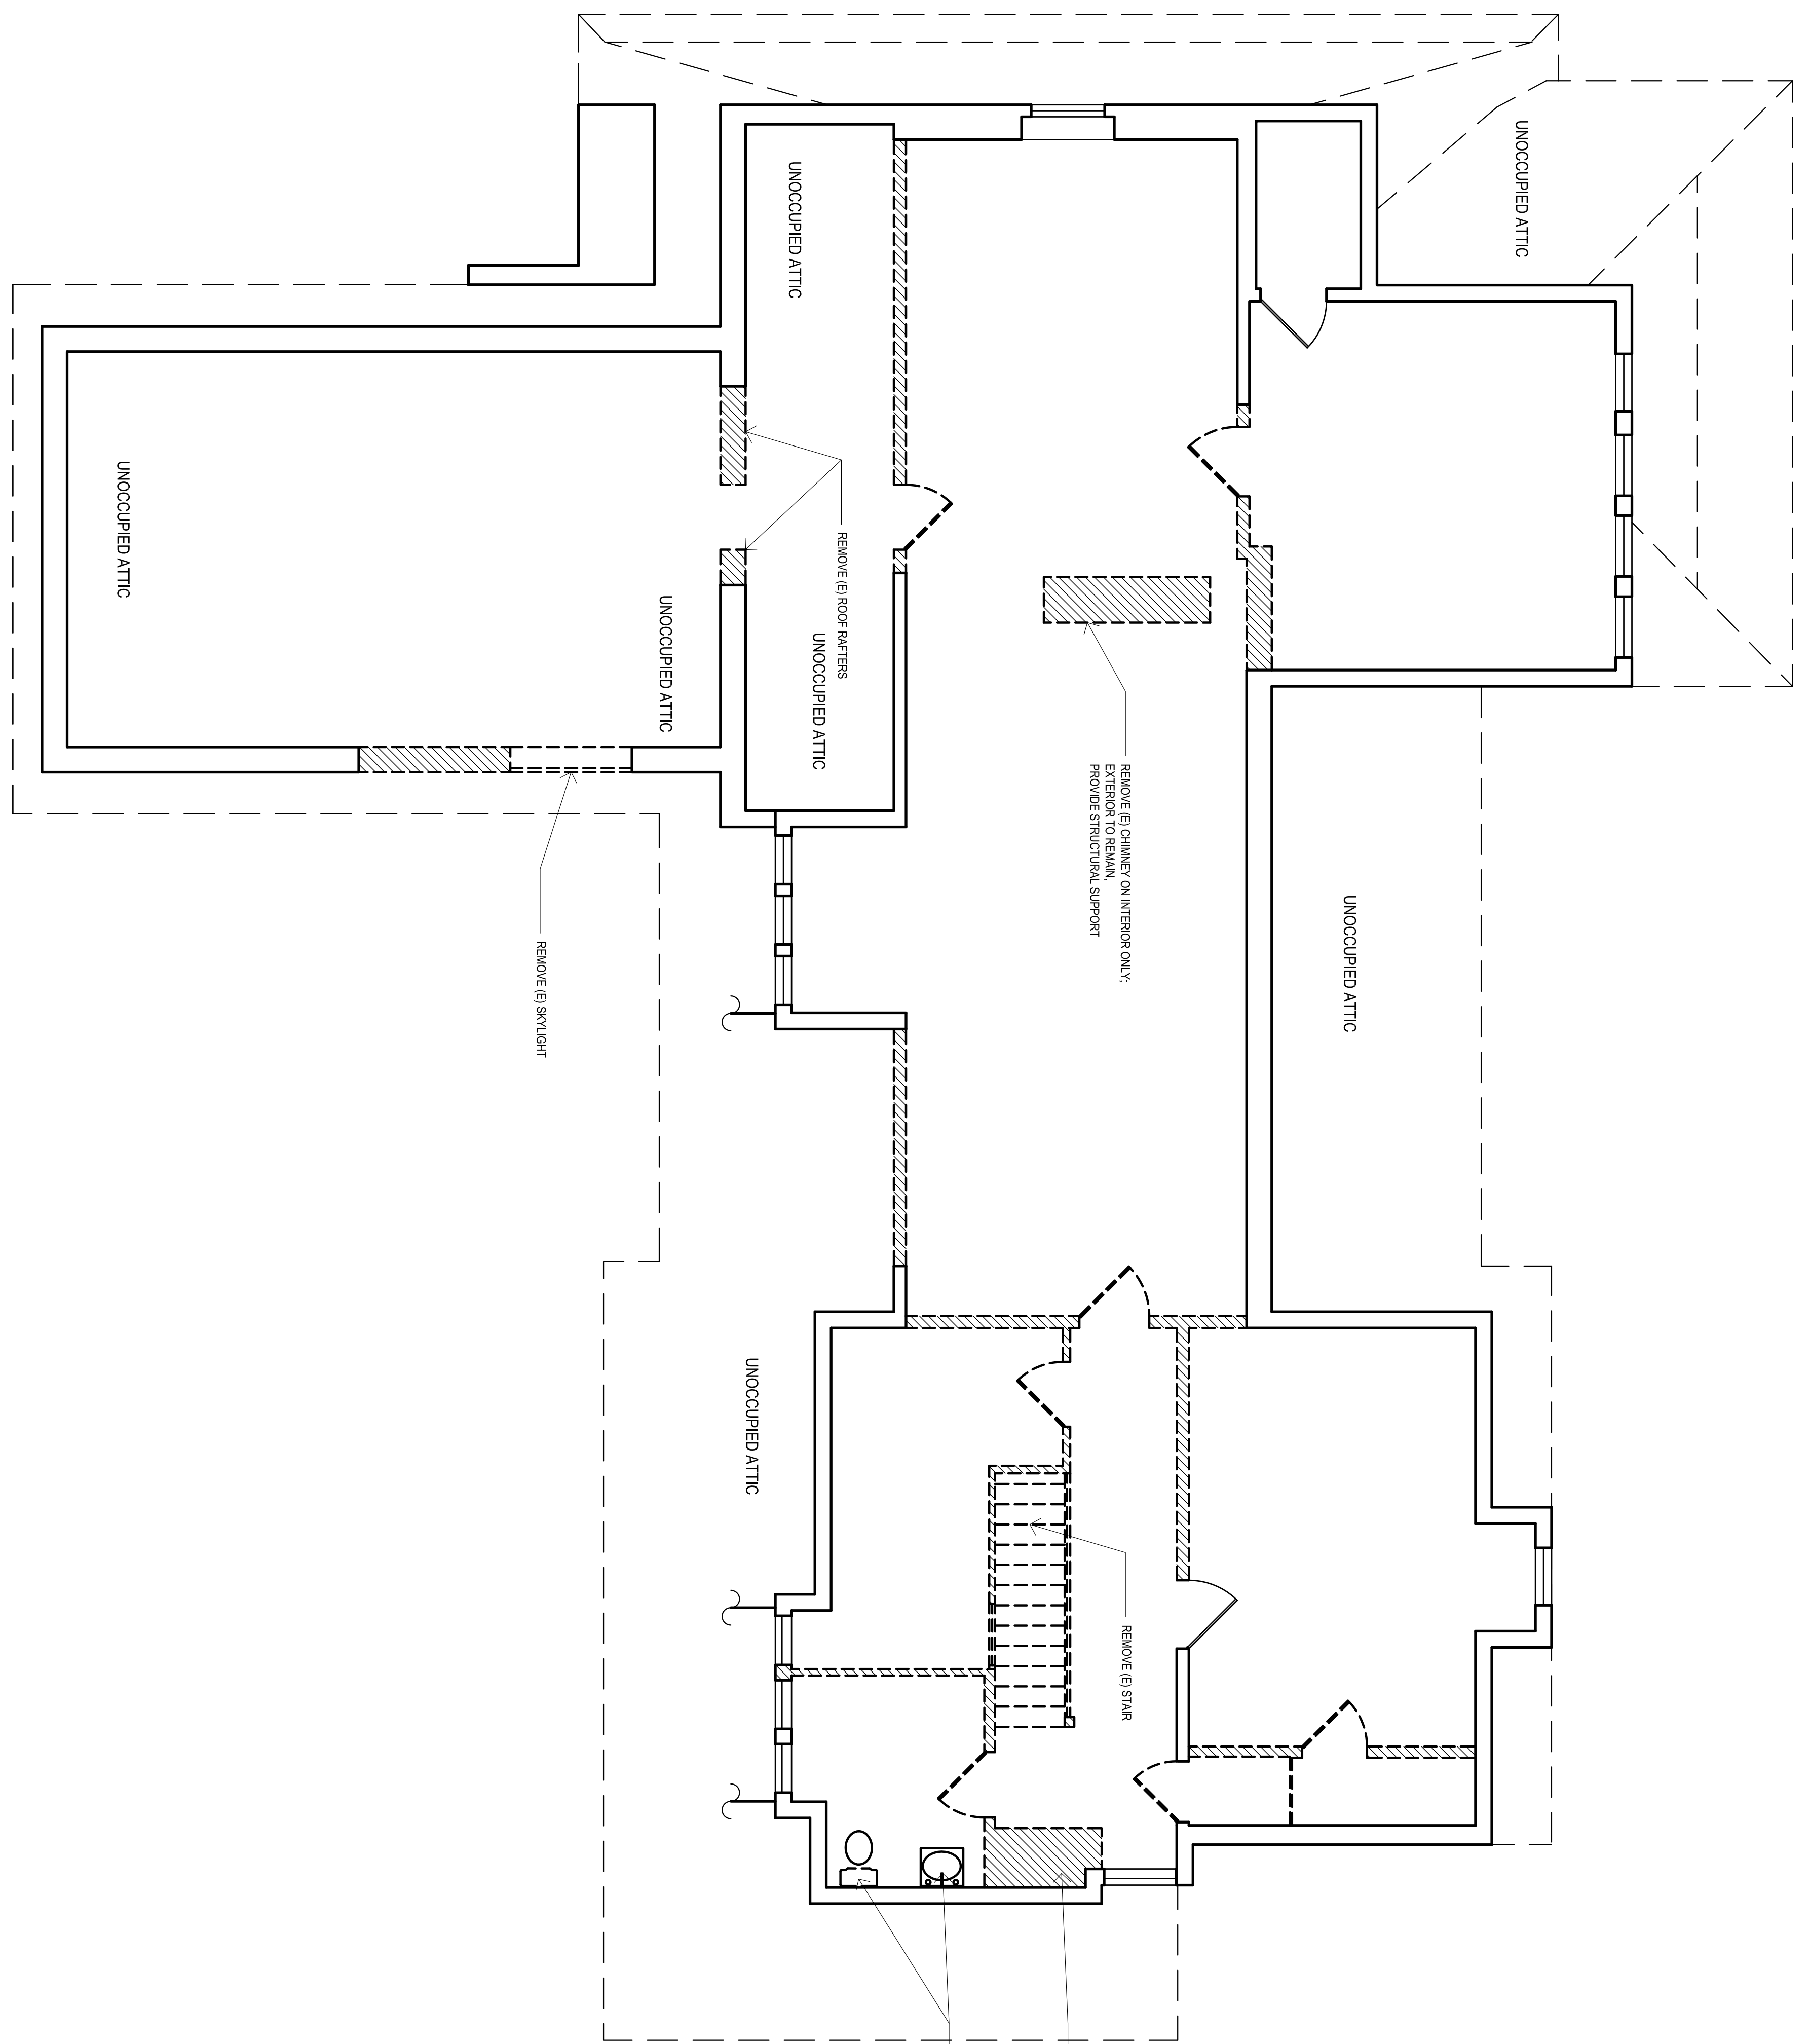 UNOCCUPIED ATTIC
UNOCCUPIED ATTIC
UNOCCUPIED ATTIC
REMOVE (E) ROOF RAFTERS
UNOCCUPIED ATTIC
UNOCCUPIED ATTIC
REMOVE (E) CHIMNEY ON INTERIOR ONLY;
EXTERIOR TO REMAIN,
PROVIDE STRUCTURAL SUPPORT
UNOCCUPIED ATTIC
REMOVE (E) SKYLIGHT
UNOCCUPIED ATTIC
REMOVE (E) STAIR